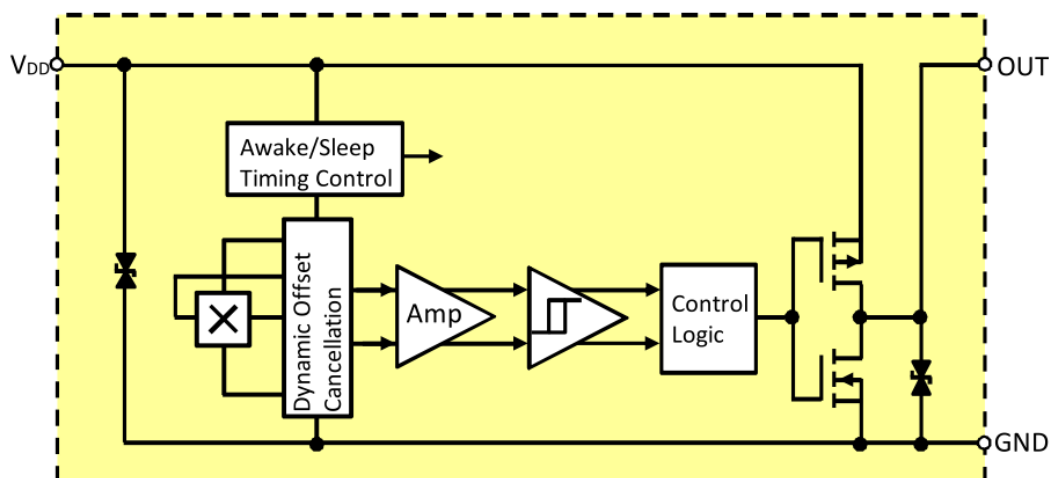 VDD
OUT
Awake/Sleep
Timing Control
Dynamic Offset
Cancellation
Amp
Control
Logic
GND